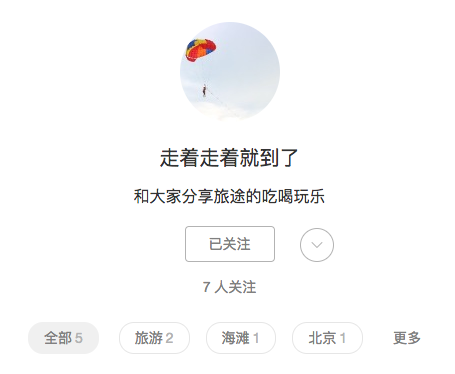 走着走着就到了
和大家分享旅途的吃喝玩乐
已关注
7 人关注
全部 5 旅游 2 海滩 1 北京 1 更多